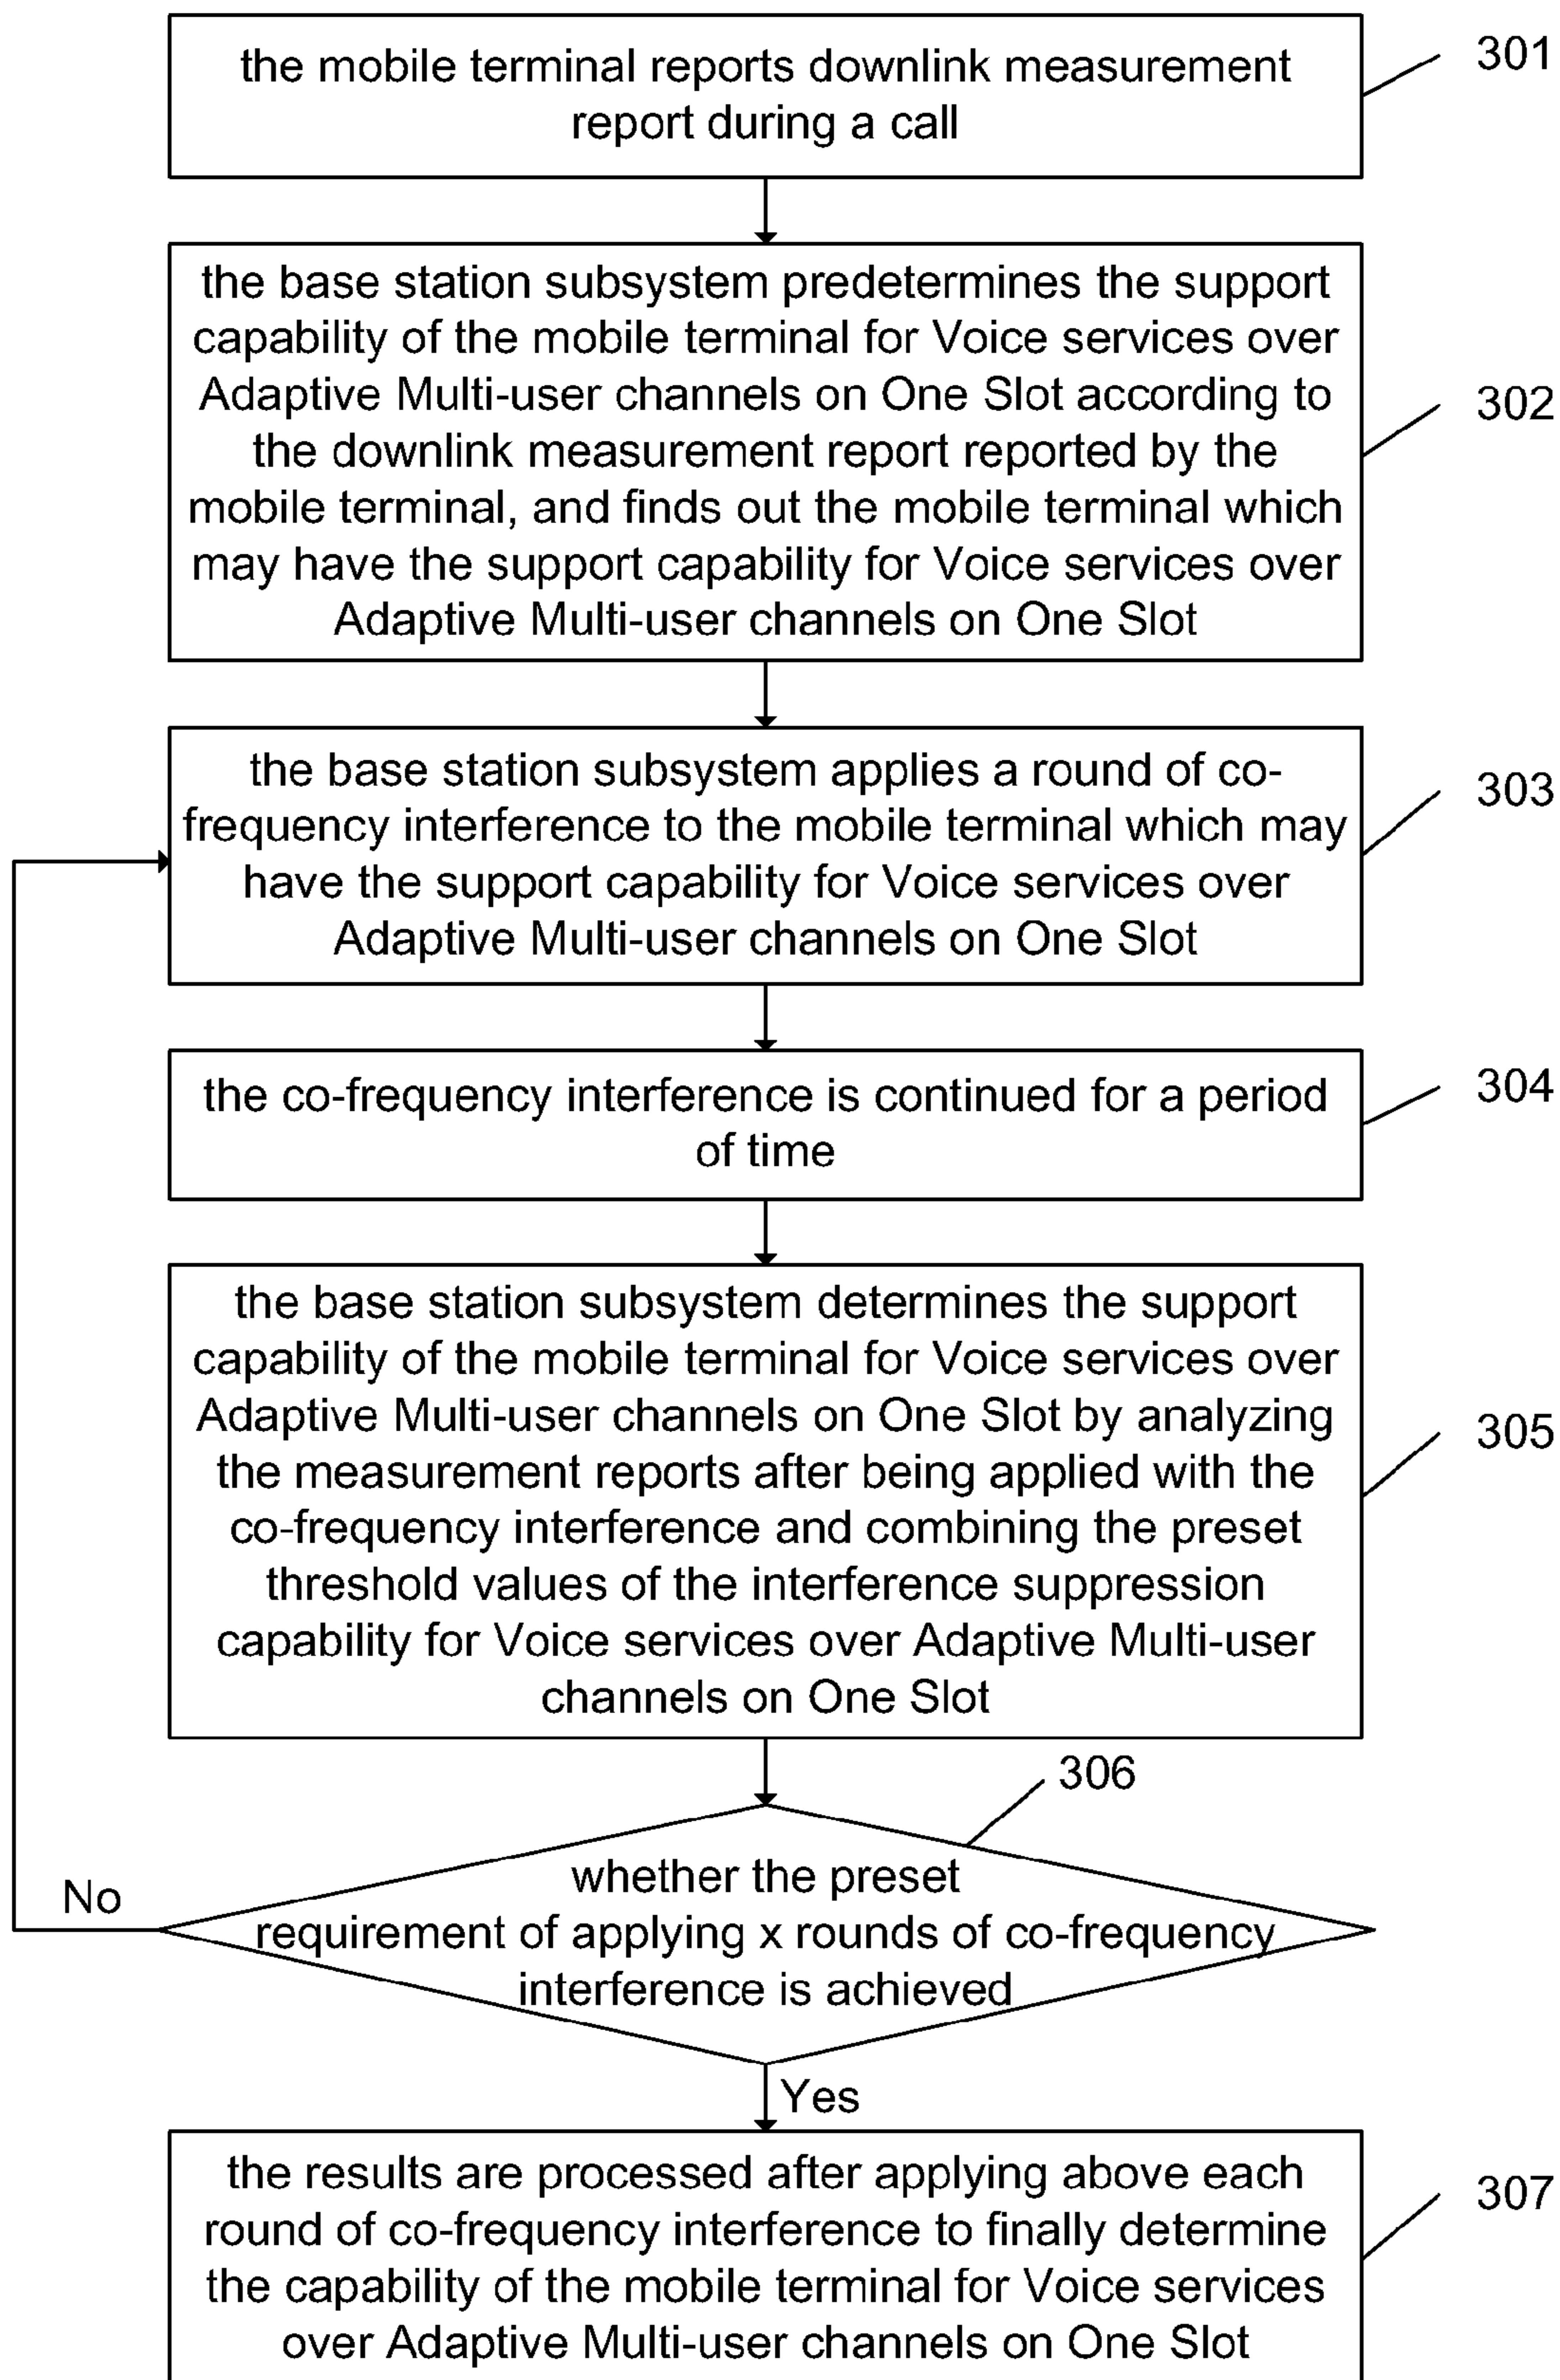 the mobile terminal reports downlink measurement
report during a call
301
the base station subsystem predetermines the support
capability of the mobile terminal for Voice services over
Adaptive Multi-user channels on One Slot according to
the downlink measurement report reported by the
mobile terminal, and finds out the mobile terminal which
may have the support capability for Voice services over
Adaptive Multi-user channels on One Slot
302
the base station subsystem applies a round of co-
frequency interference to the mobile terminal which may
have the support capability for Voice services over
Adaptive Multi-user channels on One Slot
303
the co-frequency interference is continued for a period
of time
304
the base station subsystem determines the support
capability of the mobile terminal for Voice services over
Adaptive Multi-user channels on One Slot by analyzing
the measurement reports after being applied with the
co-frequency interference and combining the preset
threshold values of the interference suppression
capability for Voice services over Adaptive Multi-user
channels on One Slot
305
306
whether the preset
requirement of applying x rounds of co-frequency
interference is achieved
No
Yes
the results are processed after applying above each
round of co-frequency interference to finally determine
the capability of the mobile terminal for Voice services
over Adaptive Multi-user channels on One Slot
307